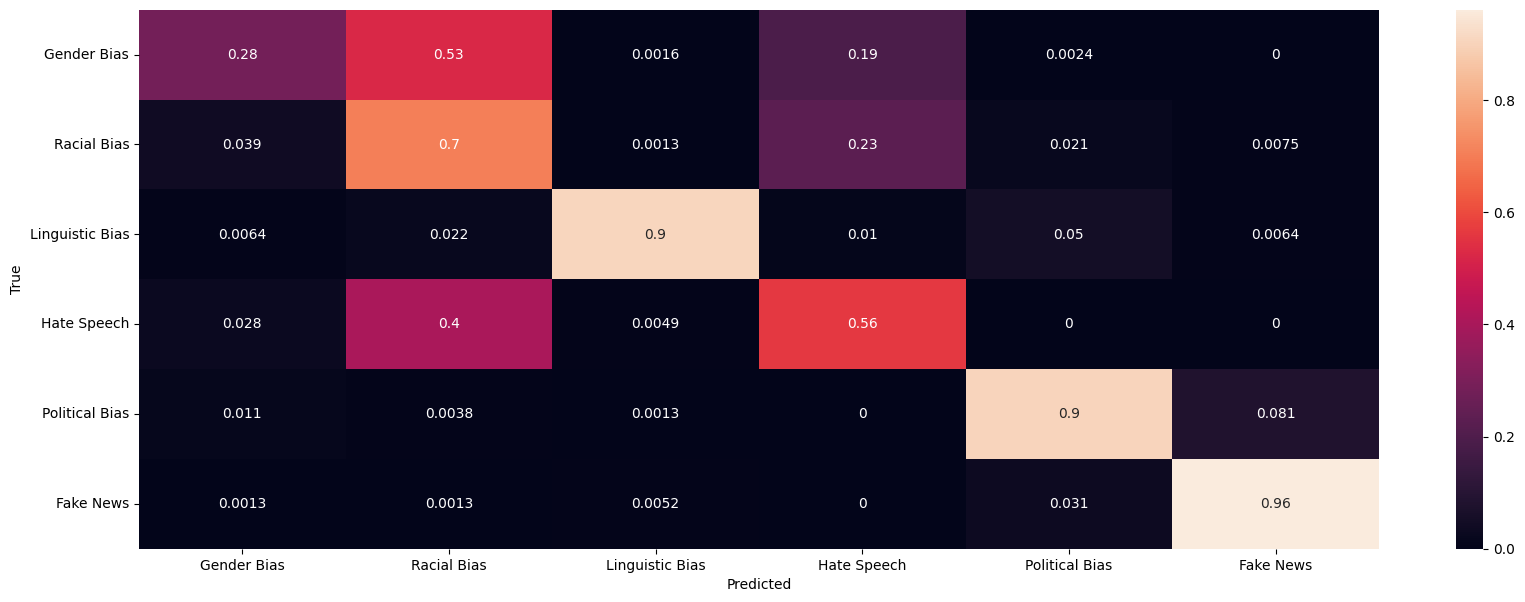 Gender Bias 0.28 0.53 0.0016 0.19 0.0024 0
0.8
Racial Bias 0.039 0.7 0.0013 0.23 0.021 0.0075
0.6
Linguistic Bias 0.0064 0.022 0.9 0.01 0.05 0.0064
True
Hate Speech 0.028 0.4 0.0049 0.56 0 0
0.4
Political Bias 0.011 0.0038 0.0013 0 0.9 0.081
0.2
Fake News 0.0013 0.0013 0.0052 0 0.031 0.96
0.0
Gender Bias Racial Bias Linguistic Bias Hate Speech Political Bias Fake News
Predicted